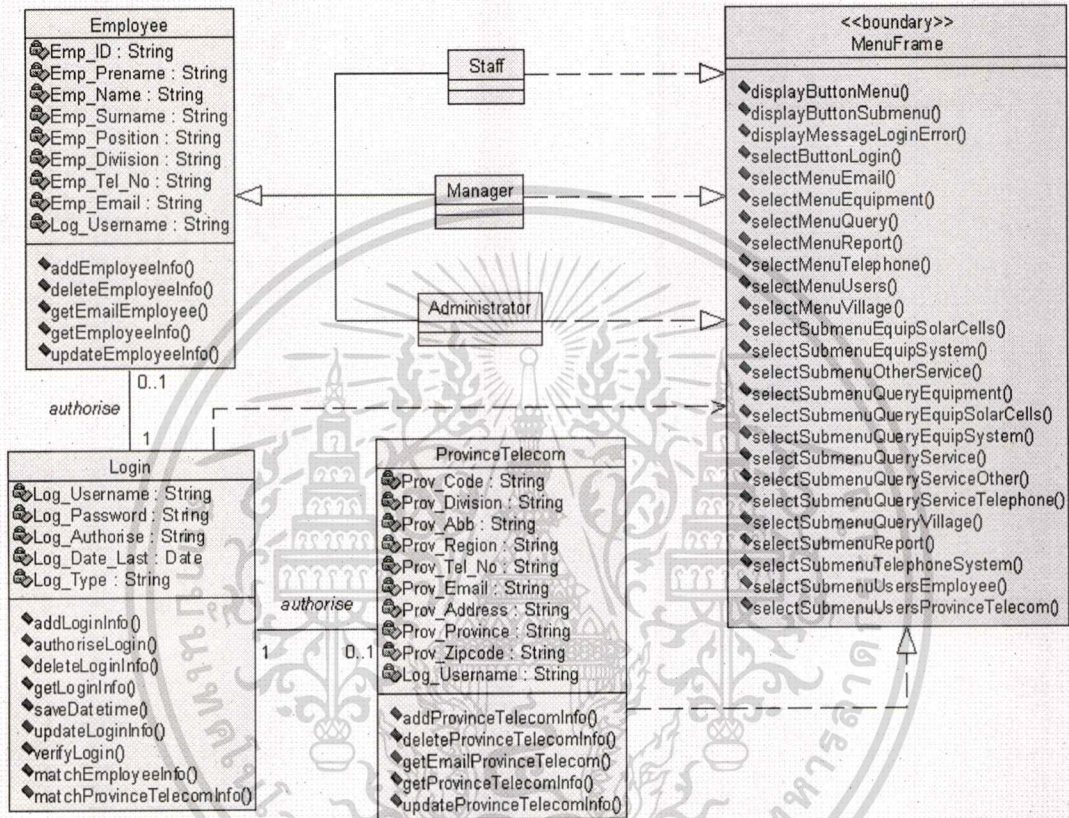 Employee
Emp_ID : String
Emp_Prename : String
Emp_Name : String
Emp_Surname : String
Emp_Position : String
Emp_Diviision : String
Emp_Tel_No : String
Emp_Email : String
Log_Username : String
addEmployeeInfo()
deleteEmployeeInfo()
getEmailEmployee()
getEmployeeInfo()
updateEmployeeInfo()
0..1
authorise
1
Login
Log_Username : String
Log_Password : String
Log_Authorise : String
Log_Date_Last : Date
Log_Type : String
addLoginInfo()
authoriseLogin()
deleteLoginInfo()
getLoginInfo()
saveDatetime()
updateLoginInfo()
verifyLogin()
matchEmployeeInfo()
matchProvinceTelecomInfo()
authorise
1
0..1
Staff
Manager
Administrator
ProvinceTelecom
Prov_Code : String
Prov_Division : String
Prov_Abb : String
Prov_Region : String
Prov_Tel_No : String
Prov_Email : String
Prov_Address : String
Prov_Province : String
Prov_Zipcode : String
Log_Username : String
addProvinceTelecomInfo()
deleteProvinceTelecomInfo()
getEmailProvinceTelecom()
getProvinceTelecomInfo()
updateProvinceTelecomInfo()
<<boundary>>
MenuFrame
displayButtonMenu()
displayButtonSubmenu()
displayMessageLoginError()
selectButtonLogin()
selectMenuEmail()
selectMenuEquipment()
selectMenuQuery()
selectMenuReport()
selectMenuTelephone()
selectMenuUsers()
selectMenuVillage()
selectSubmenuEquipSolarCells()
selectSubmenuEquipSystem()
selectSubmenuOtherService()
selectSubmenuQueryEquipment()
selectSubmenuQueryEquipSolarCells()
selectSubmenuQueryEquipSystem()
selectSubmenuQueryService()
selectSubmenuQueryServiceOther()
selectSubmenuQueryServiceTelephone()
selectSubmenuQueryVillage()
selectSubmenuReport()
selectSubmenuTelephoneSystem()
selectSubmenuUsersEmployee()
selectSubmenuUsersProvinceTelecom()